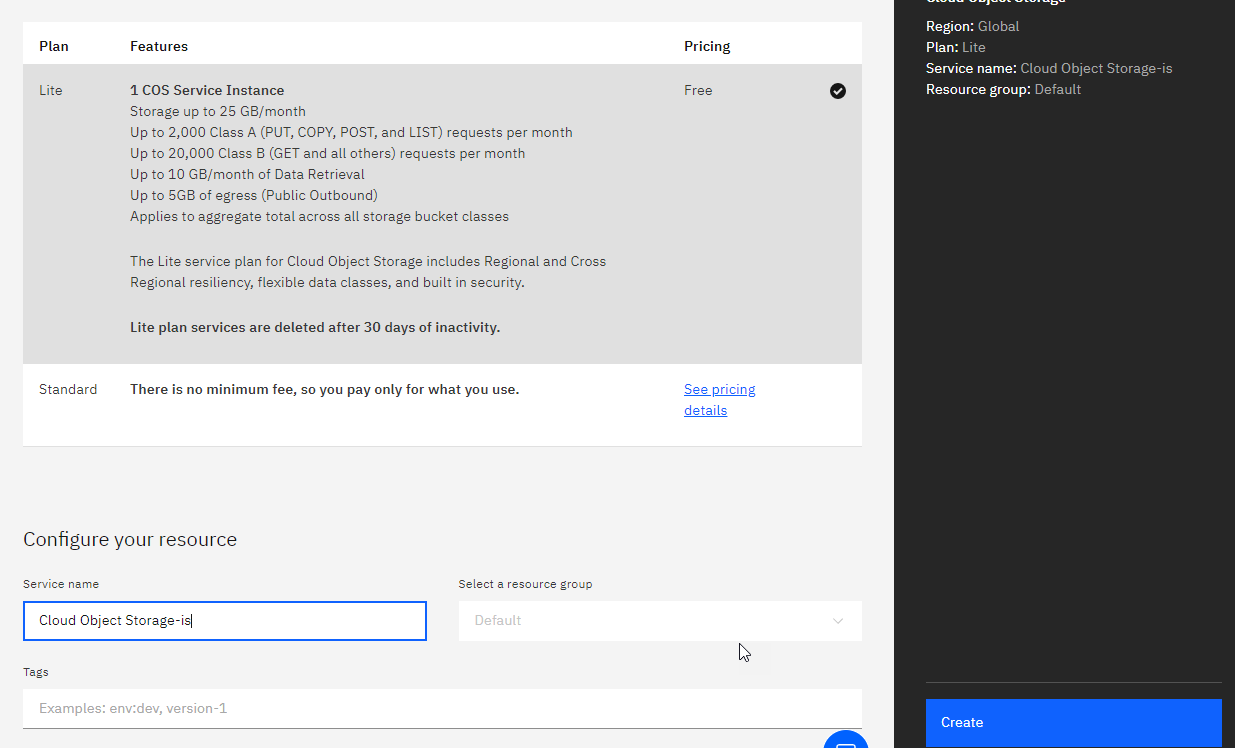 Cloud Object Storage
Region: Global
Plan: Lite
Service name: Cloud Object Storage-is
Resource group: Default
Plan Features Pricing
Lite 1 COS Service Instance Free
Storage up to 25 GB/month
Up to 2,000 Class A (PUT, COPY, POST, and LIST) requests per month
Up to 20,000 Class B (GET and all others) requests per month
Up to 10 GB/month of Data Retrieval
Up to 5GB of egress (Public Outbound)
Applies to aggregate total across all storage bucket classes
The Lite service plan for Cloud Object Storage includes Regional and Cross
Regional resiliency, flexible data classes, and built in security.
Lite plan services are deleted after 30 days of inactivity.
Standard There is no minimum fee, so you pay only for what you use. See pricing
details
Configure your resource
Service name Select a resource group
Cloud Object Storage-is Default
Tags
Examples: env:dev, version-1
Create